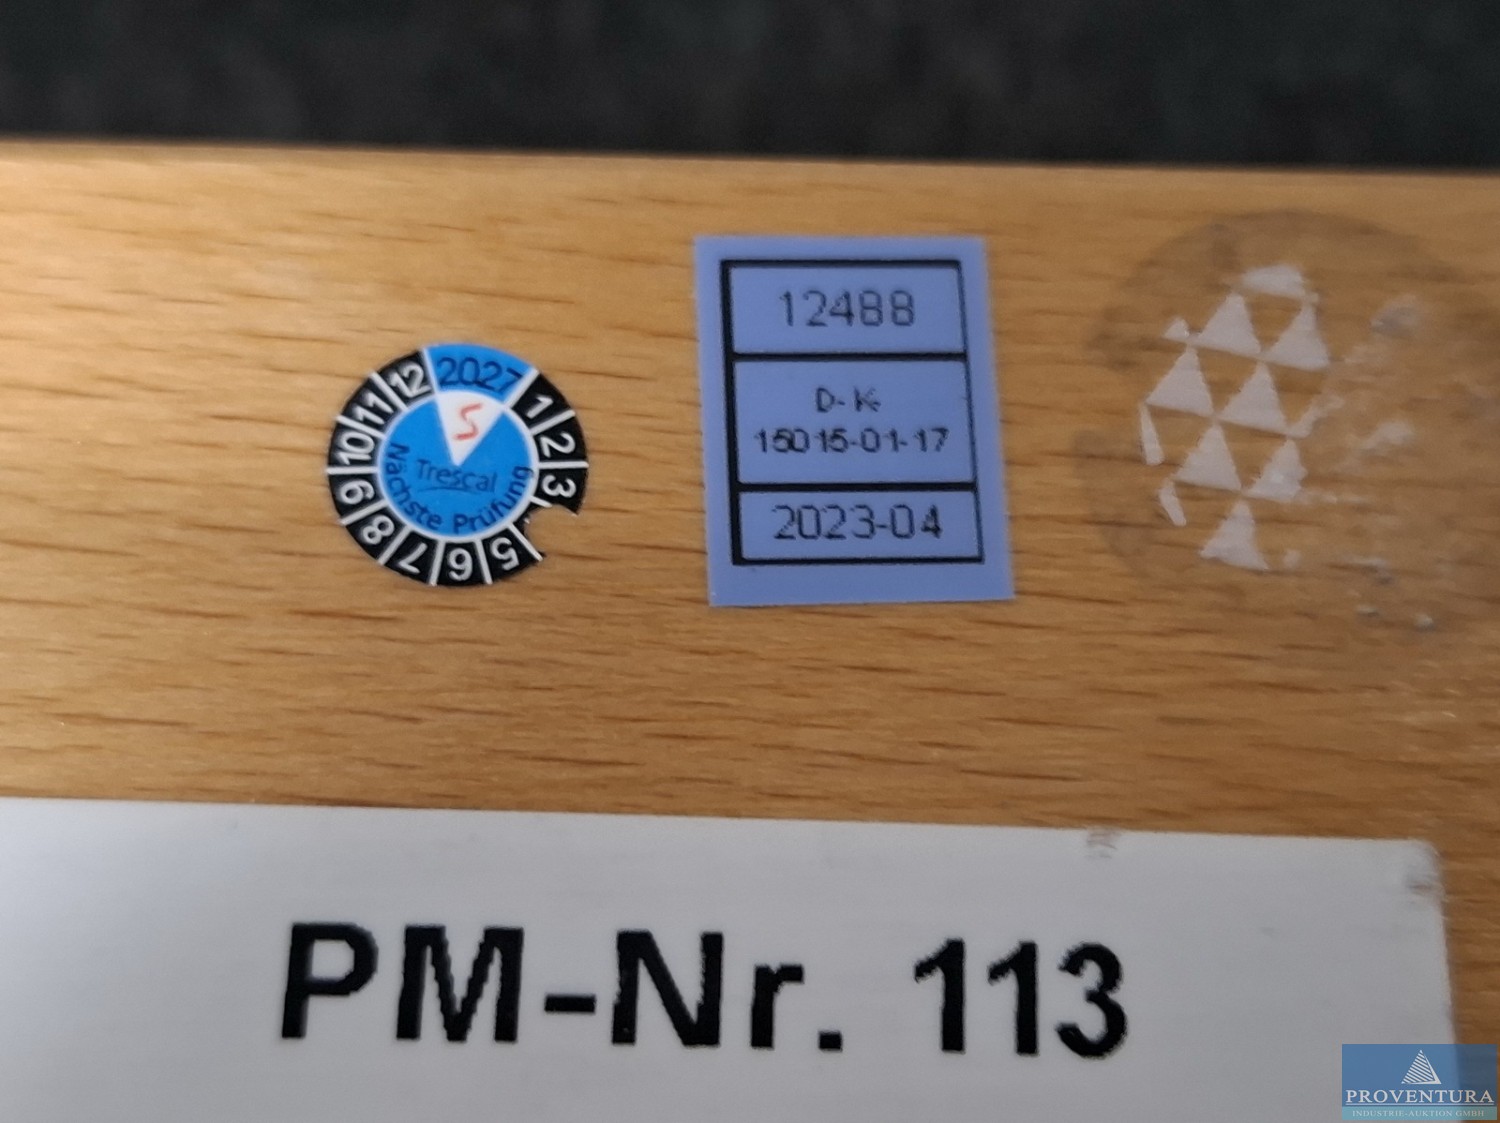 2027
1 2 3 5 6 7 8 9 10 11 12
5
Trescal
Nächste Prüfung
12488
D-K-
15015-01-17
2023-04
PM-Nr. 113
PROVENTURA
INDUSTRIE-AUKTION GMBH